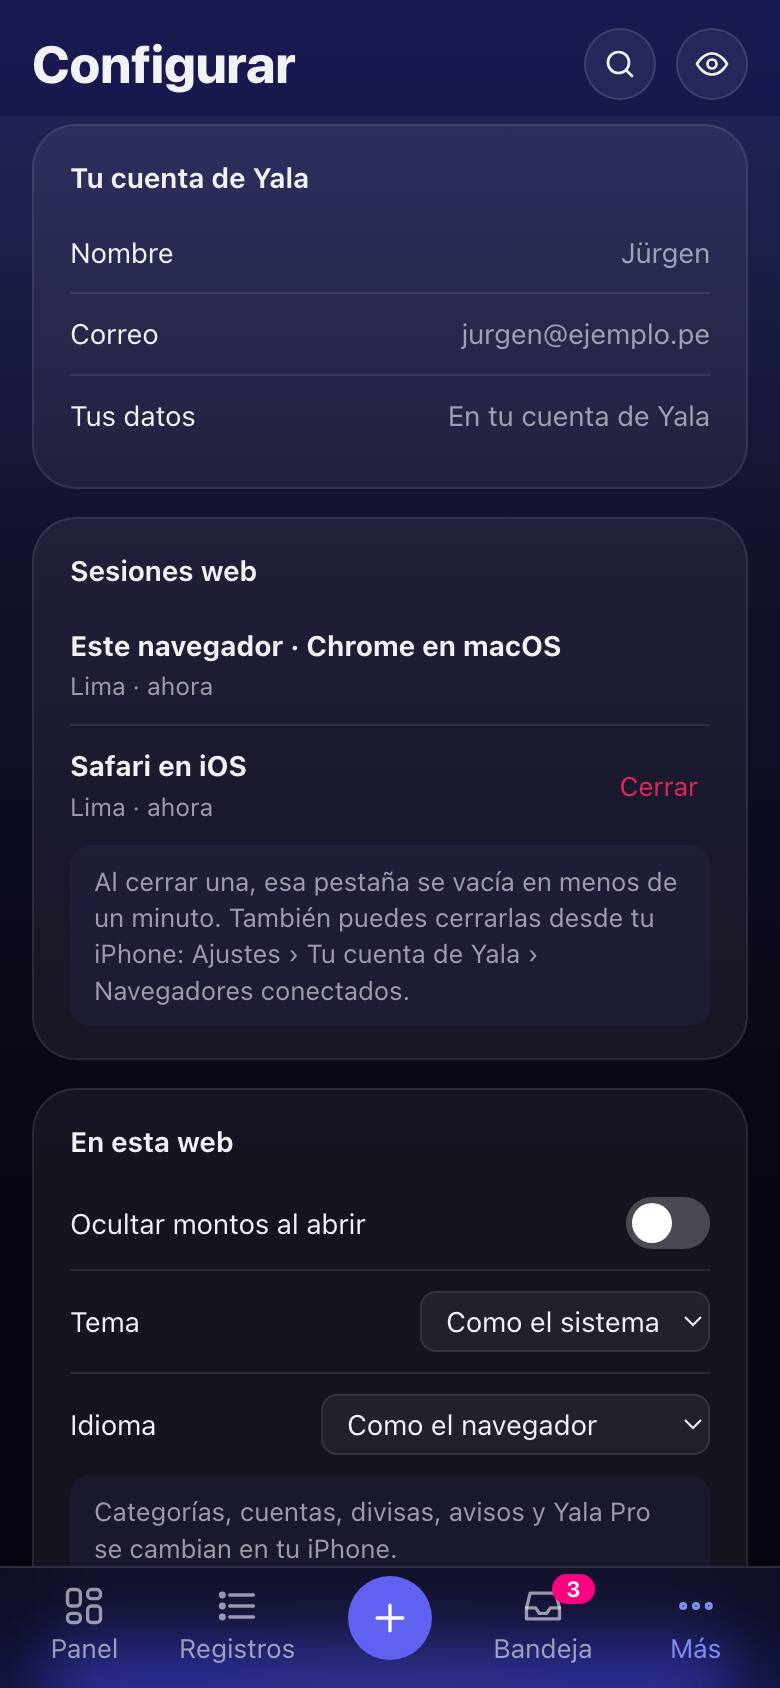 Configurar
Tu cuenta de Yala
Nombre
Jürgen
Correo
jurgen@ejemplo.pe
Tus datos
En tu cuenta de Yala
Sesiones web
Este navegador · Chrome en macOS
Lima · ahora
Safari en iOS
Lima · ahora
Cerrar
Al cerrar una, esa pestaña se vacía en menos de
un minuto. También puedes cerrarlas desde tu
iPhone: Ajustes › Tu cuenta de Yala ›
Navegadores conectados.
En esta web
Ocultar montos al abrir
Tema
Como el sistema
Idioma
Como el navegador
Categorías, cuentas, divisas, avisos y Yala Pro
se cambian en tu iPhone.
3
Panel
Registros
Bandeja
Más